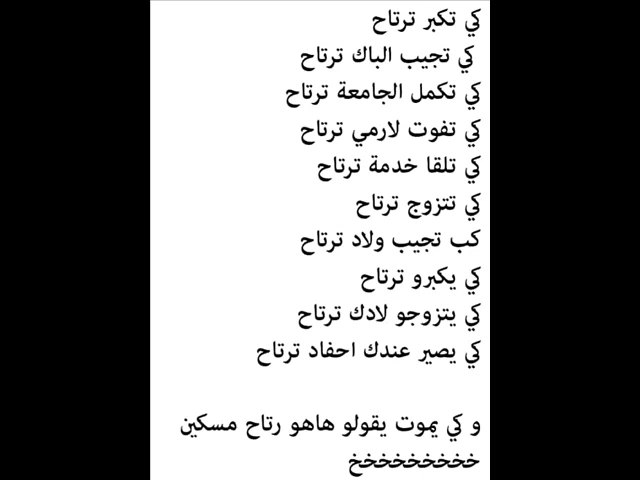 كي تكبر ترتاح
كي تجيب الباك ترتاح
كي تكمل الجامعة ترتاح
كي تفوت لارمي ترتاح
كي تلقا خدمة ترتاح
كي تتزوج ترتاح
كب تجيب ولاد ترتاح
كي يكبرو ترتاح
كي يتزوجو لادك ترتاح
كي يصير عندك احفاد ترتاح
و كي يموت يقولو هاهو رتاح مسكين
خخخخخخخخخ